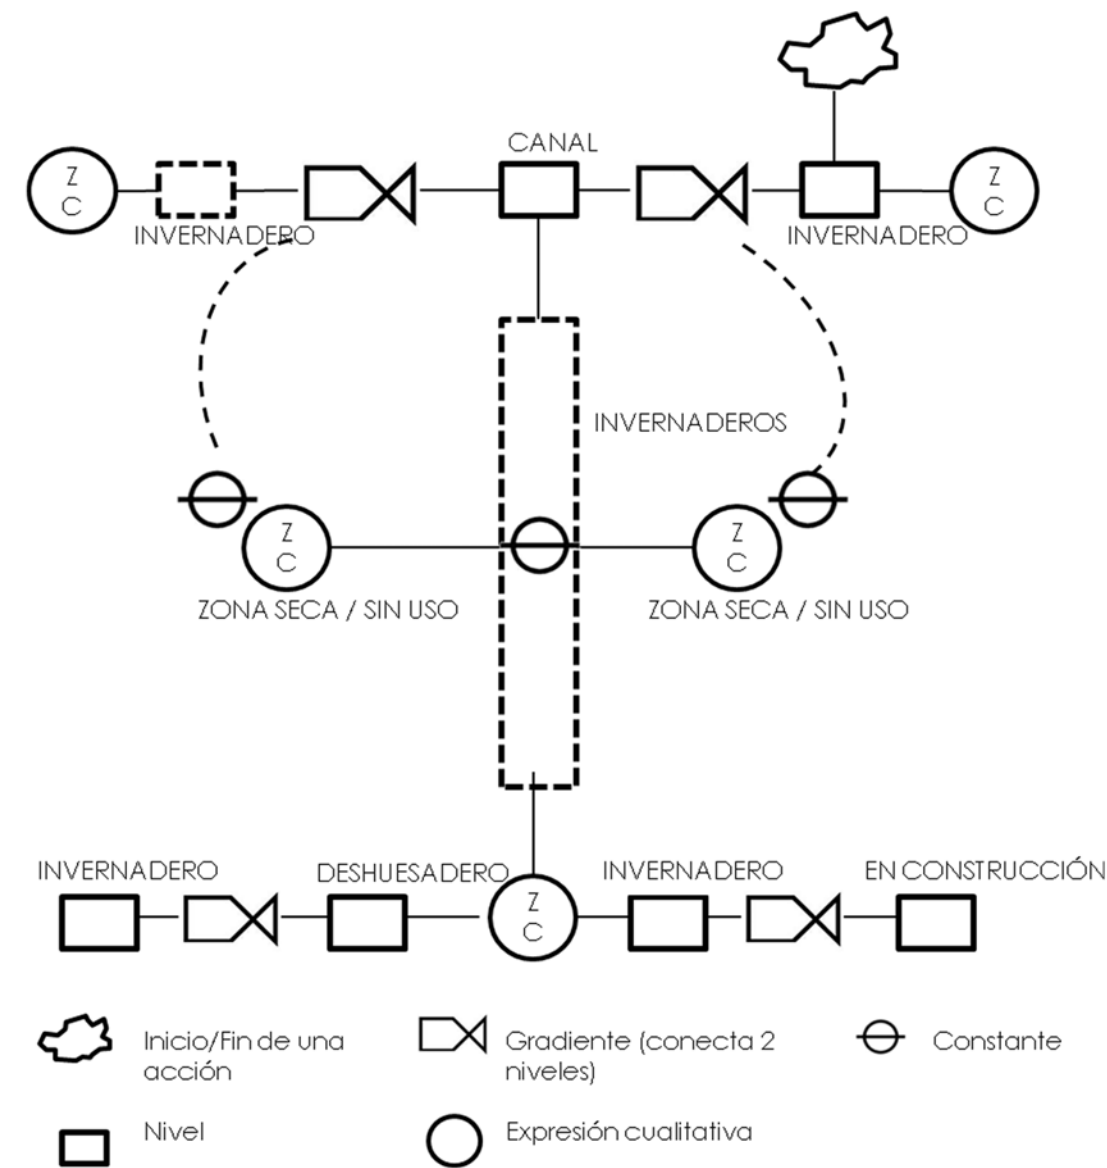 CANAL
Z
C
Z
C
INVERNADERO
INVERNADERO
INVERNADEROS
Z
C
Z
C
ZONA SECA / SIN USO
ZONA SECA / SIN USO
INVERNADERO
DESHUESADERO
INVERNADERO
EN CONSTRUCCIÓN
Z
C
Inicio/Fin de una
acción
Gradiente (conecta 2
niveles)
Constante
Nivel
Expresión cualitativa